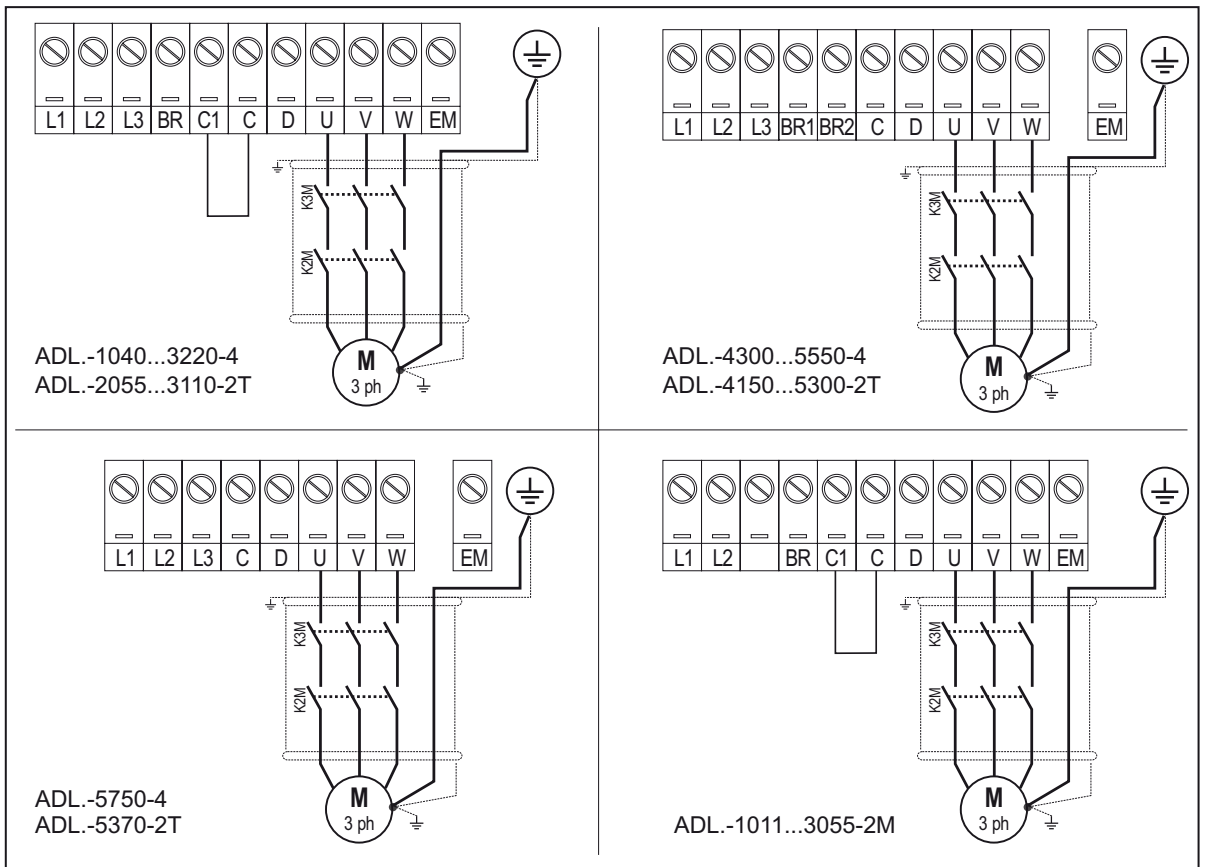 L1 L2 L3 BR C1 C D U V W EM
K3M
K2M
M
3 ph
ADL.-1040...3220-4
ADL.-2055...3110-2T
L1 L2 L3 BR1 BR2 C D U V W EM
K3M
K2M
M
3 ph
ADL.-4300...5550-4
ADL.-4150...5300-2T
L1 L2 L3 C D U V W EM
K3M
K2M
M
3 ph
ADL.-5750-4
ADL.-5370-2T
L1 L2 BR C1 C D U V W EM
K3M
K2M
M
3 ph
ADL.-1011...3055-2M